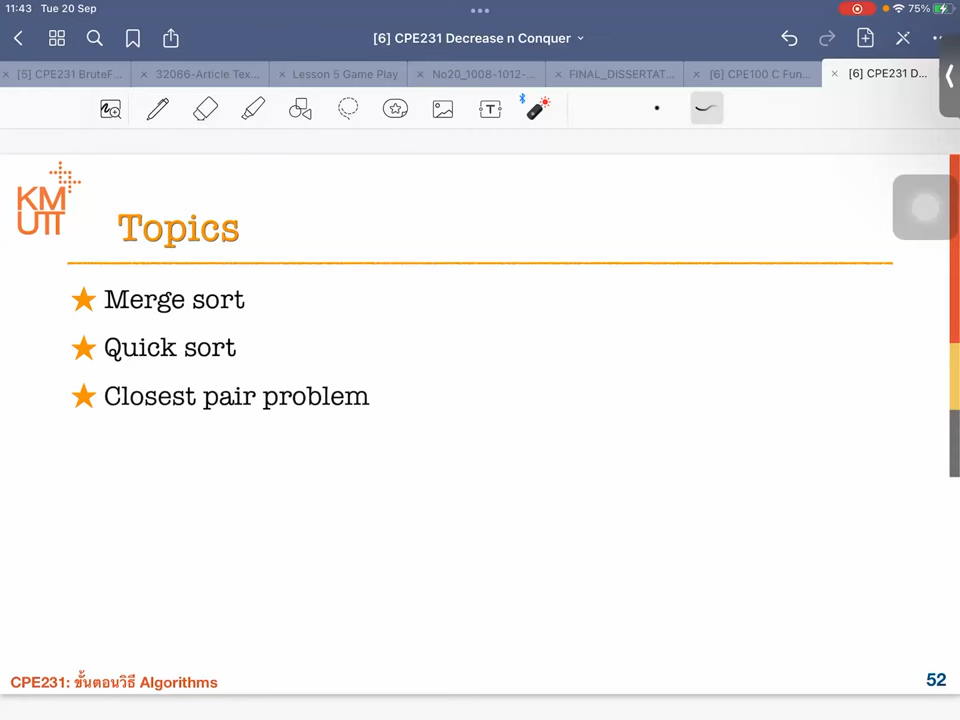 11:43 Tue 20 Sep 75%
[6] CPE231 Decrease n Conquer
[5] CPE231 BruteF... 32066-Article Tex... Lesson 5 Game Play No20_1008-1012-... FINAL_DISSERTAT... [6] CPE100 C Fun... [6] CPE231 D...
KM
UTT
Topics
★ Merge sort
★ Quick sort
★ Closest pair problem
CPE231: ขั้นตอนวิธี Algorithms 52